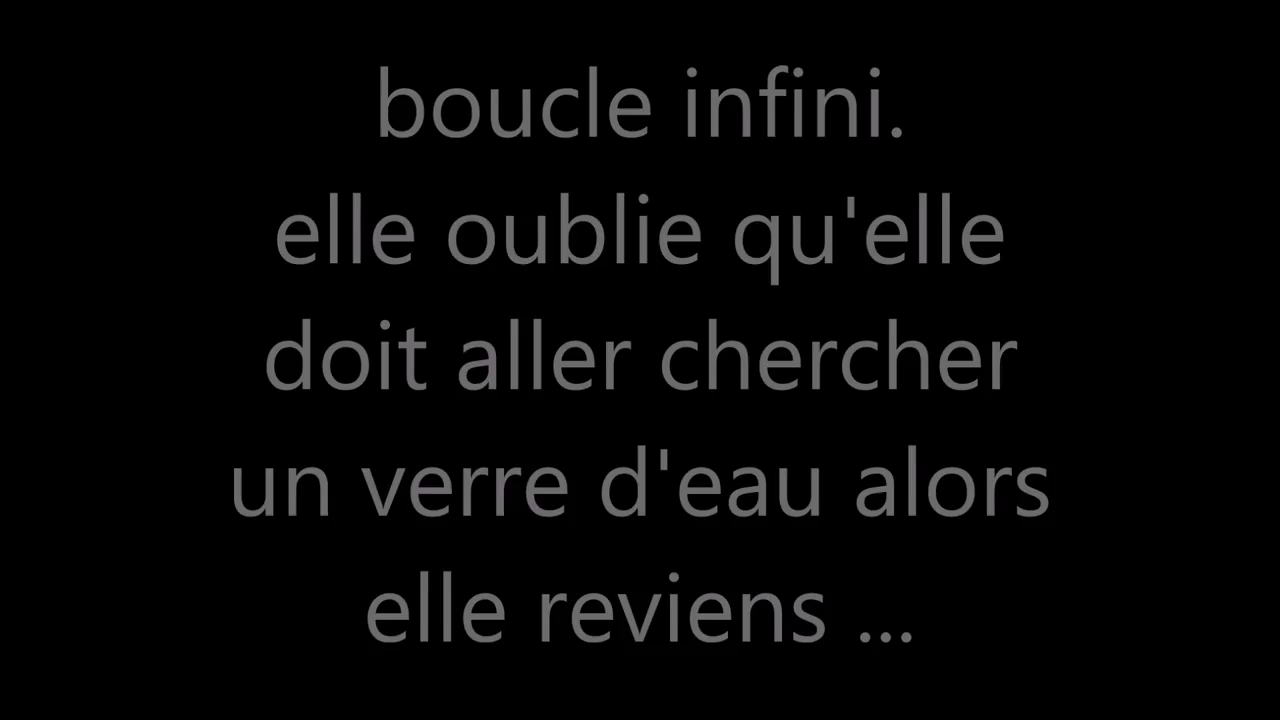 boucle infini.
elle oublie qu'elle
doit aller chercher
un verre d'eau alors
elle reviens ...